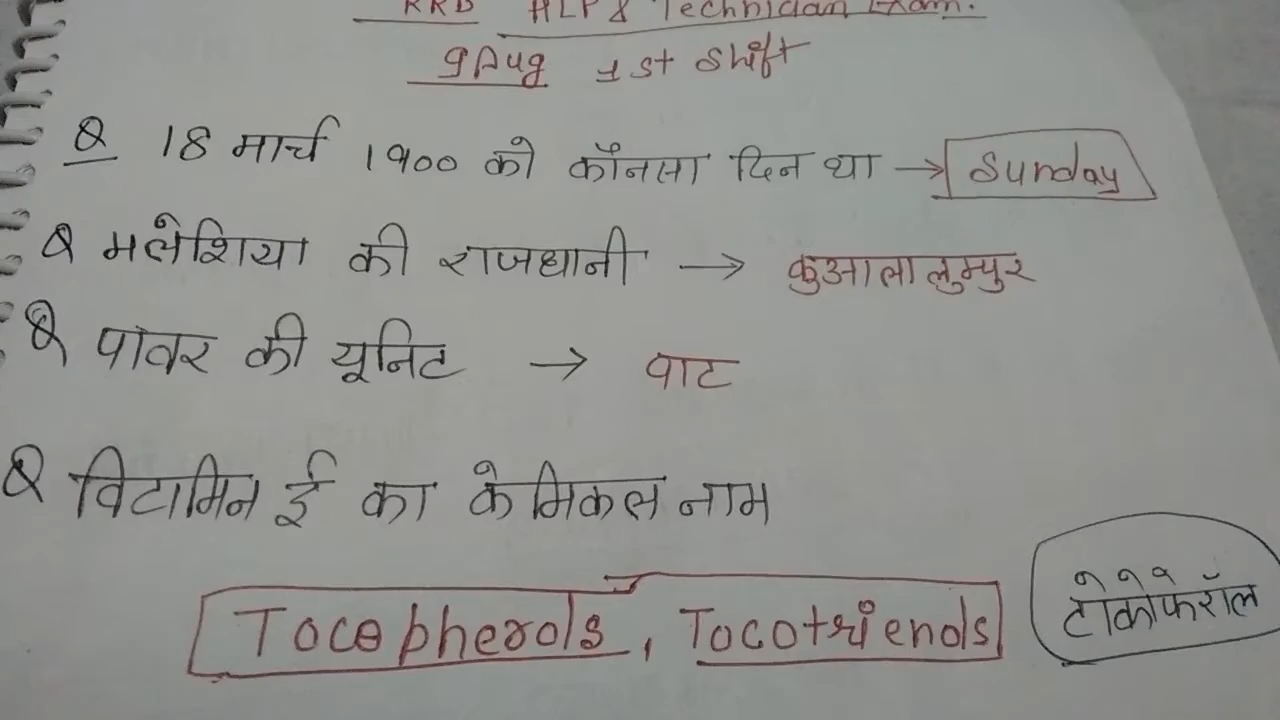 RRB ALP & Technician Exam.
9 Aug 1st Shift
Q 18 मार्च 1900 को कौनसा दिन था → Sunday
Q मलेशिया की राजधानी → कुआलालुम्पुर
Q पावर की यूनिट → वाट
Q विटामिन ई का केमिकल नाम
Tocopherols, Tocotrienols
टोकोफेरॉल